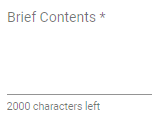 Brief Contents *
2000 characters left